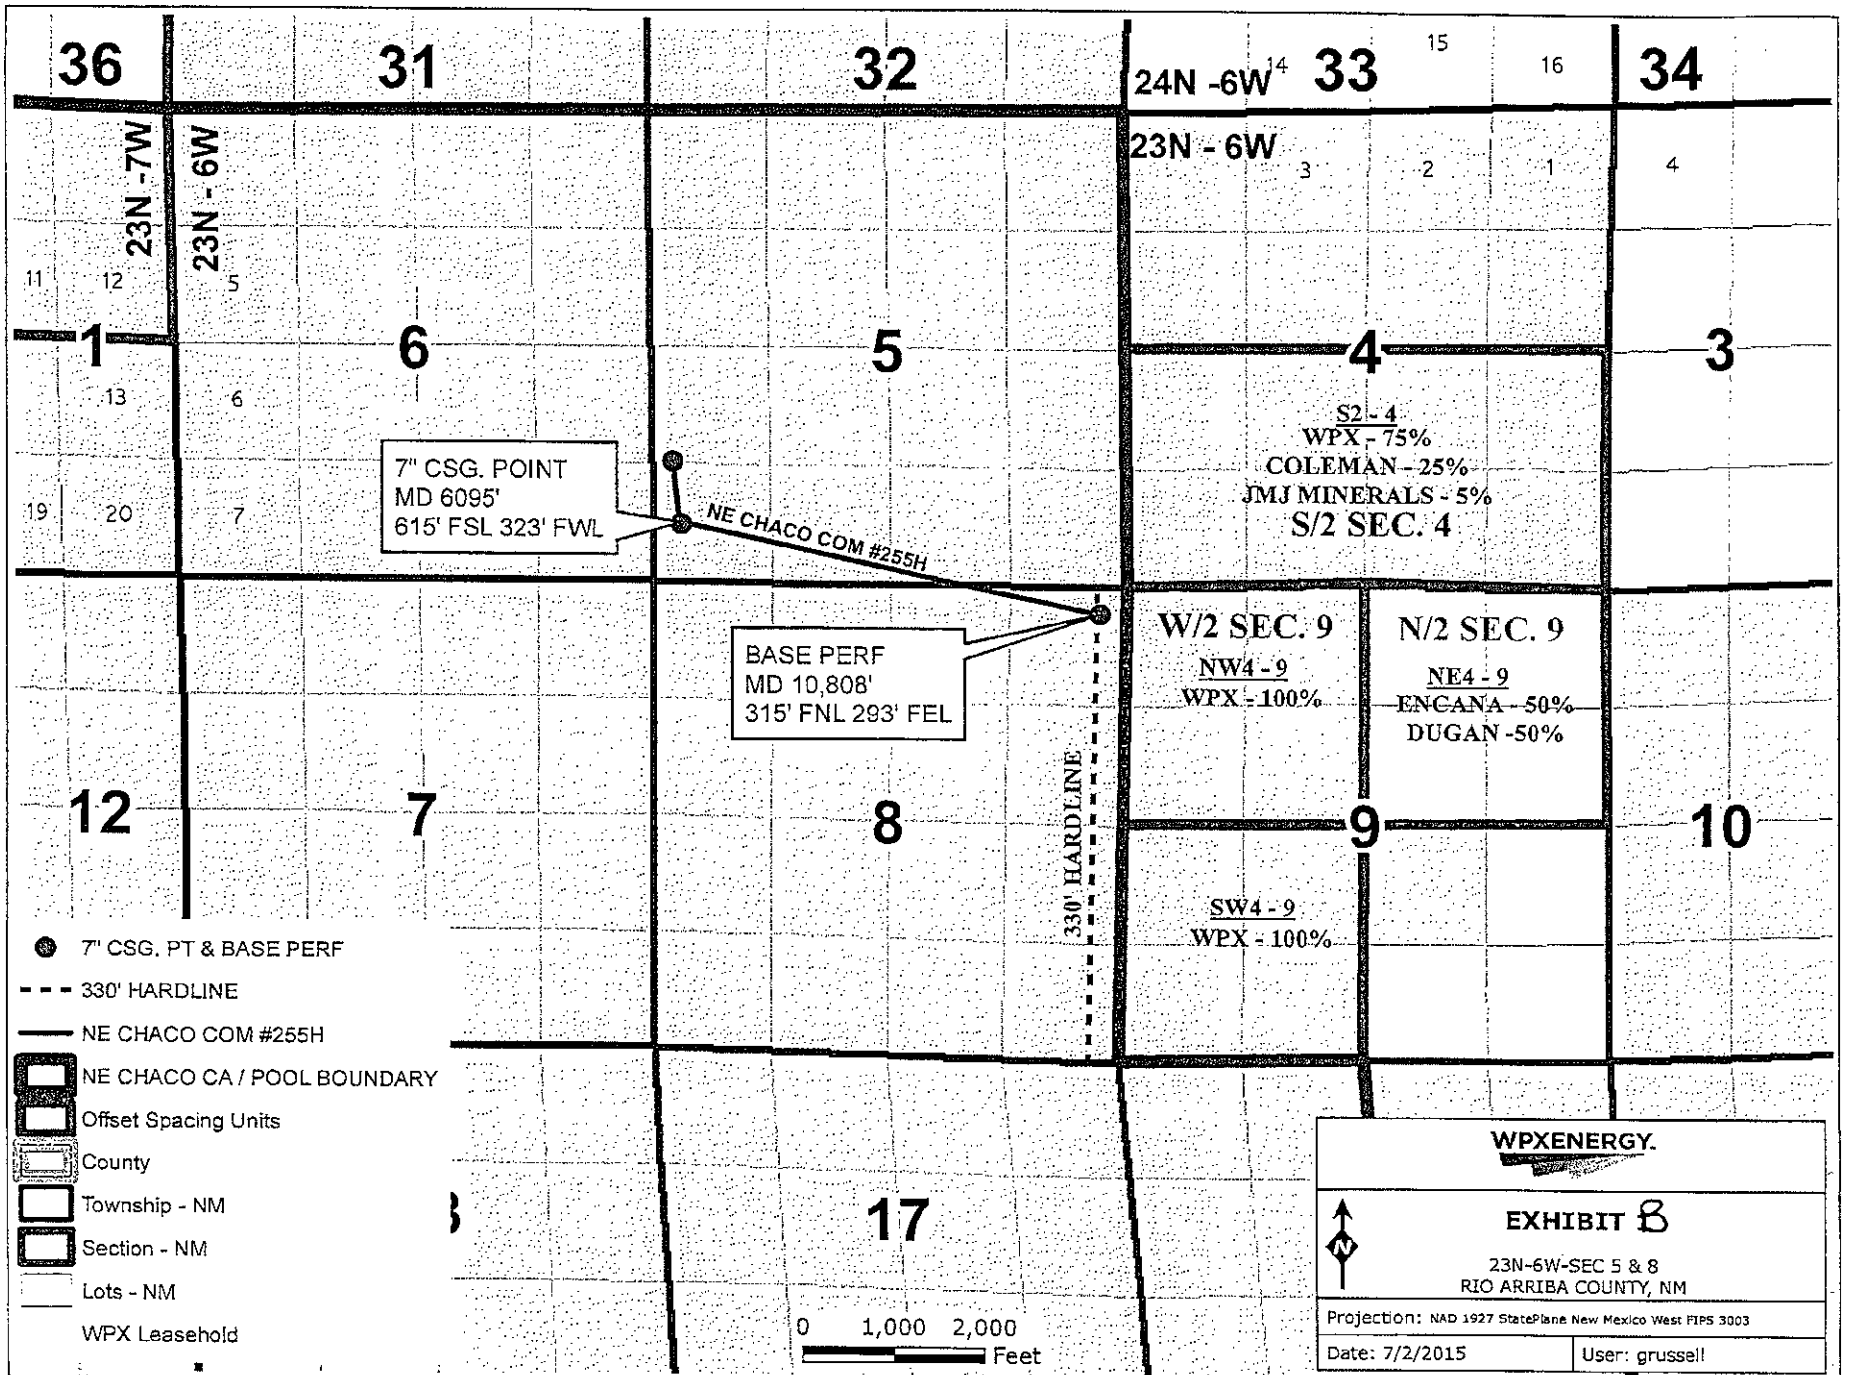 36
31
32
33
34
14
15
16
24N -6W
23N -7W
23N - 6W
23N - 6W
3
2
1
4
11
12
5
1
6
5
4
3
13
6
S2 - 4
WPX - 75%
COLEMAN - 25%
JMJ MINERALS - 5%
S/2 SEC. 4
7" CSG. POINT
MD 6095'
615' FSL 323' FWL
19
20
7
NE CHACO COM #255H
W/2 SEC. 9
NW4 - 9
WPX - 100%
N/2 SEC. 9
NE4 - 9
ENCANA - 50%
DUGAN -50%
BASE PERF
MD 10,808'
315' FNL 293' FEL
330' HARDLINE
12
7
8
9
10
SW4 - 9
WPX - 100%
7" CSG. PT & BASE PERF
330' HARDLINE
NE CHACO COM #255H
NE CHACO CA / POOL BOUNDARY
Offset Spacing Units
County
Township - NM
Section - NM
Lots - NM
WPX Leasehold
17
0 1,000 2,000
Feet
WPXENERGY.
N
EXHIBIT B
23N-6W-SEC 5 & 8
RIO ARRIBA COUNTY, NM
Projection: NAD 1927 StatePlane New Mexico West FIPS 3003
Date: 7/2/2015
User: grussell